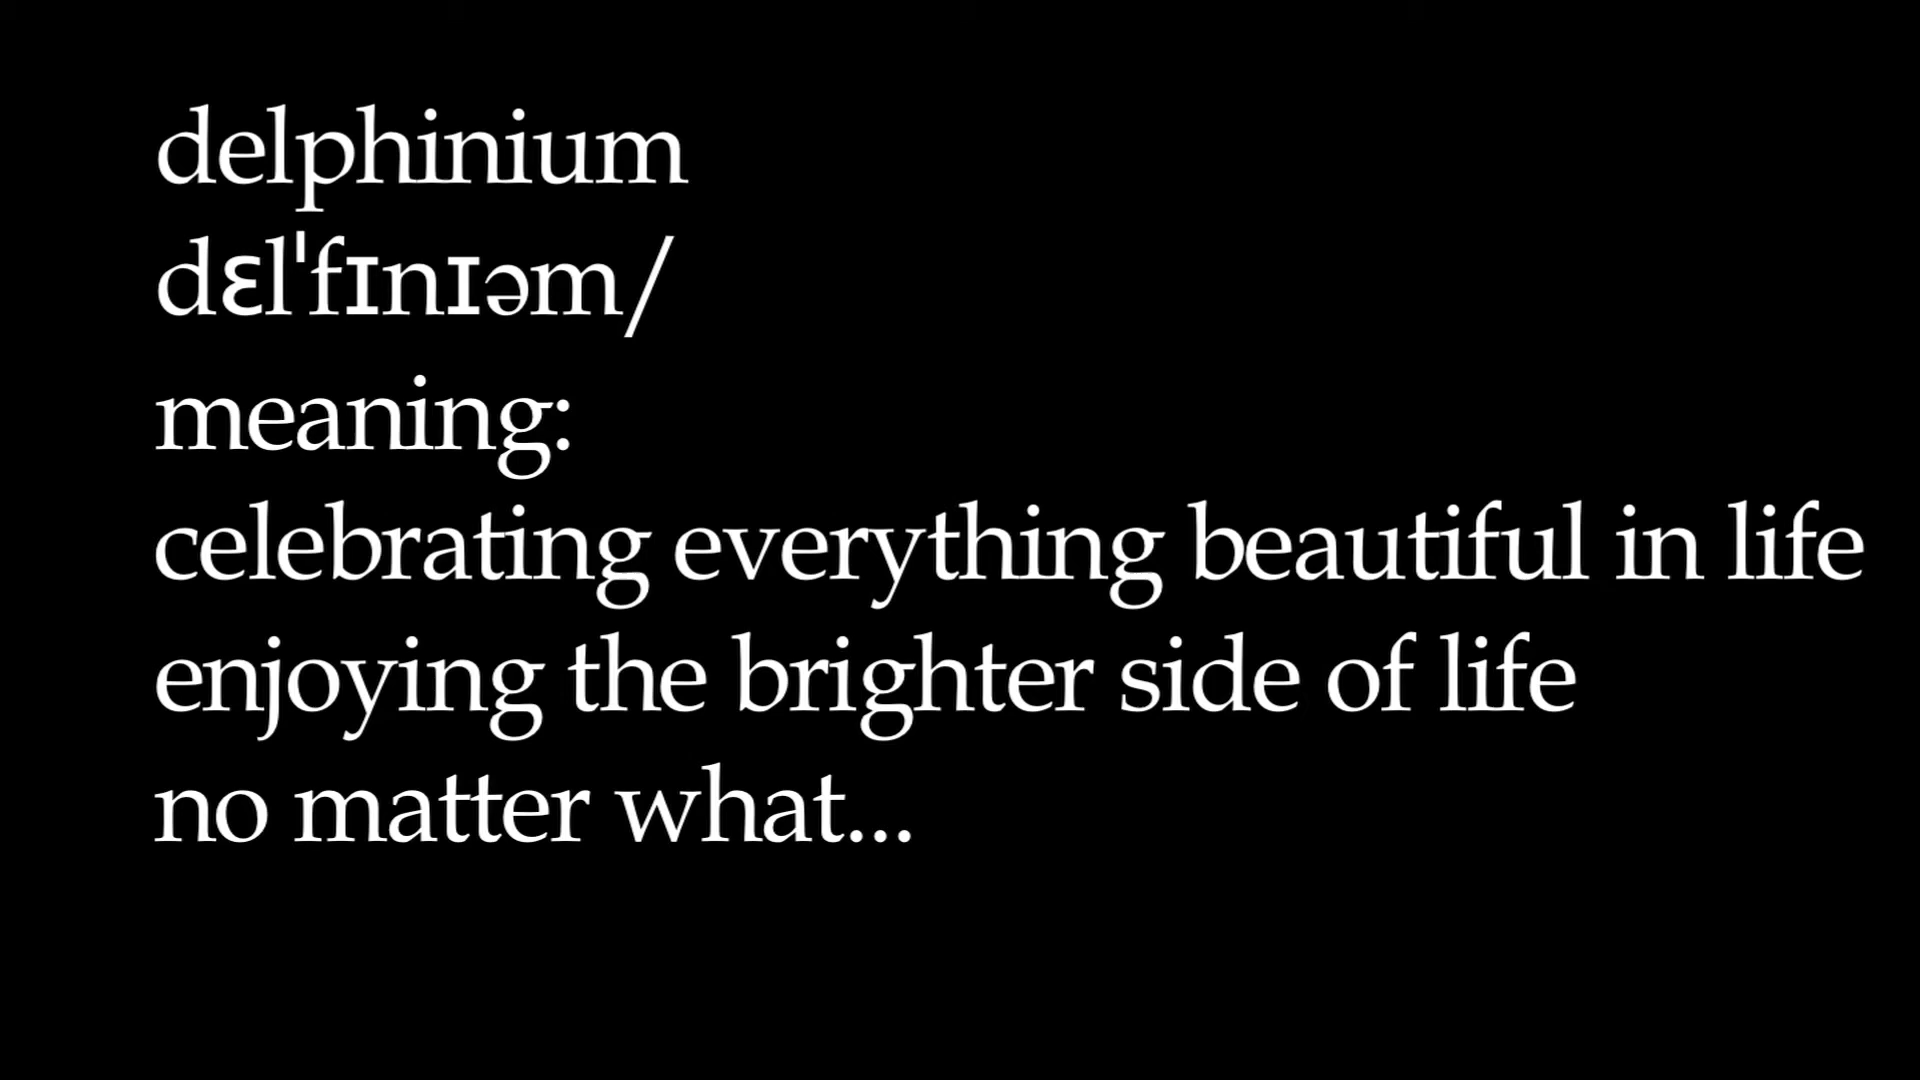 delphinium
dɛlˈfɪnɪəm/
meaning:
celebrating everything beautiful in life
enjoying the brighter side of life
no matter what...